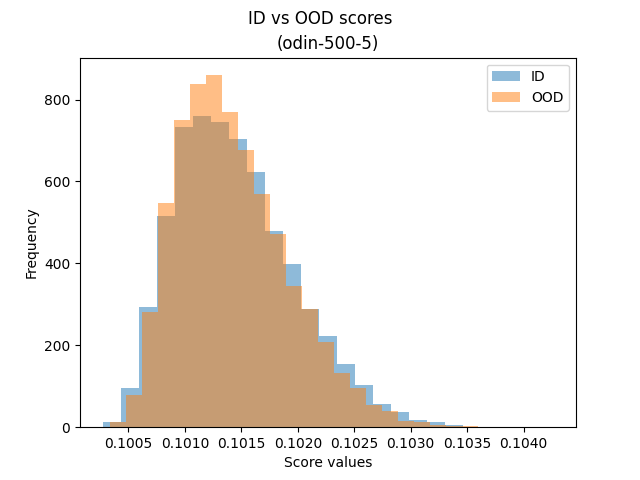 ID vs OOD scores
(odin-500-5)
ID
OOD
800
600
400
200
0
Frequency
0.1005 0.1010 0.1015 0.1020 0.1025 0.1030 0.1035 0.1040
Score values